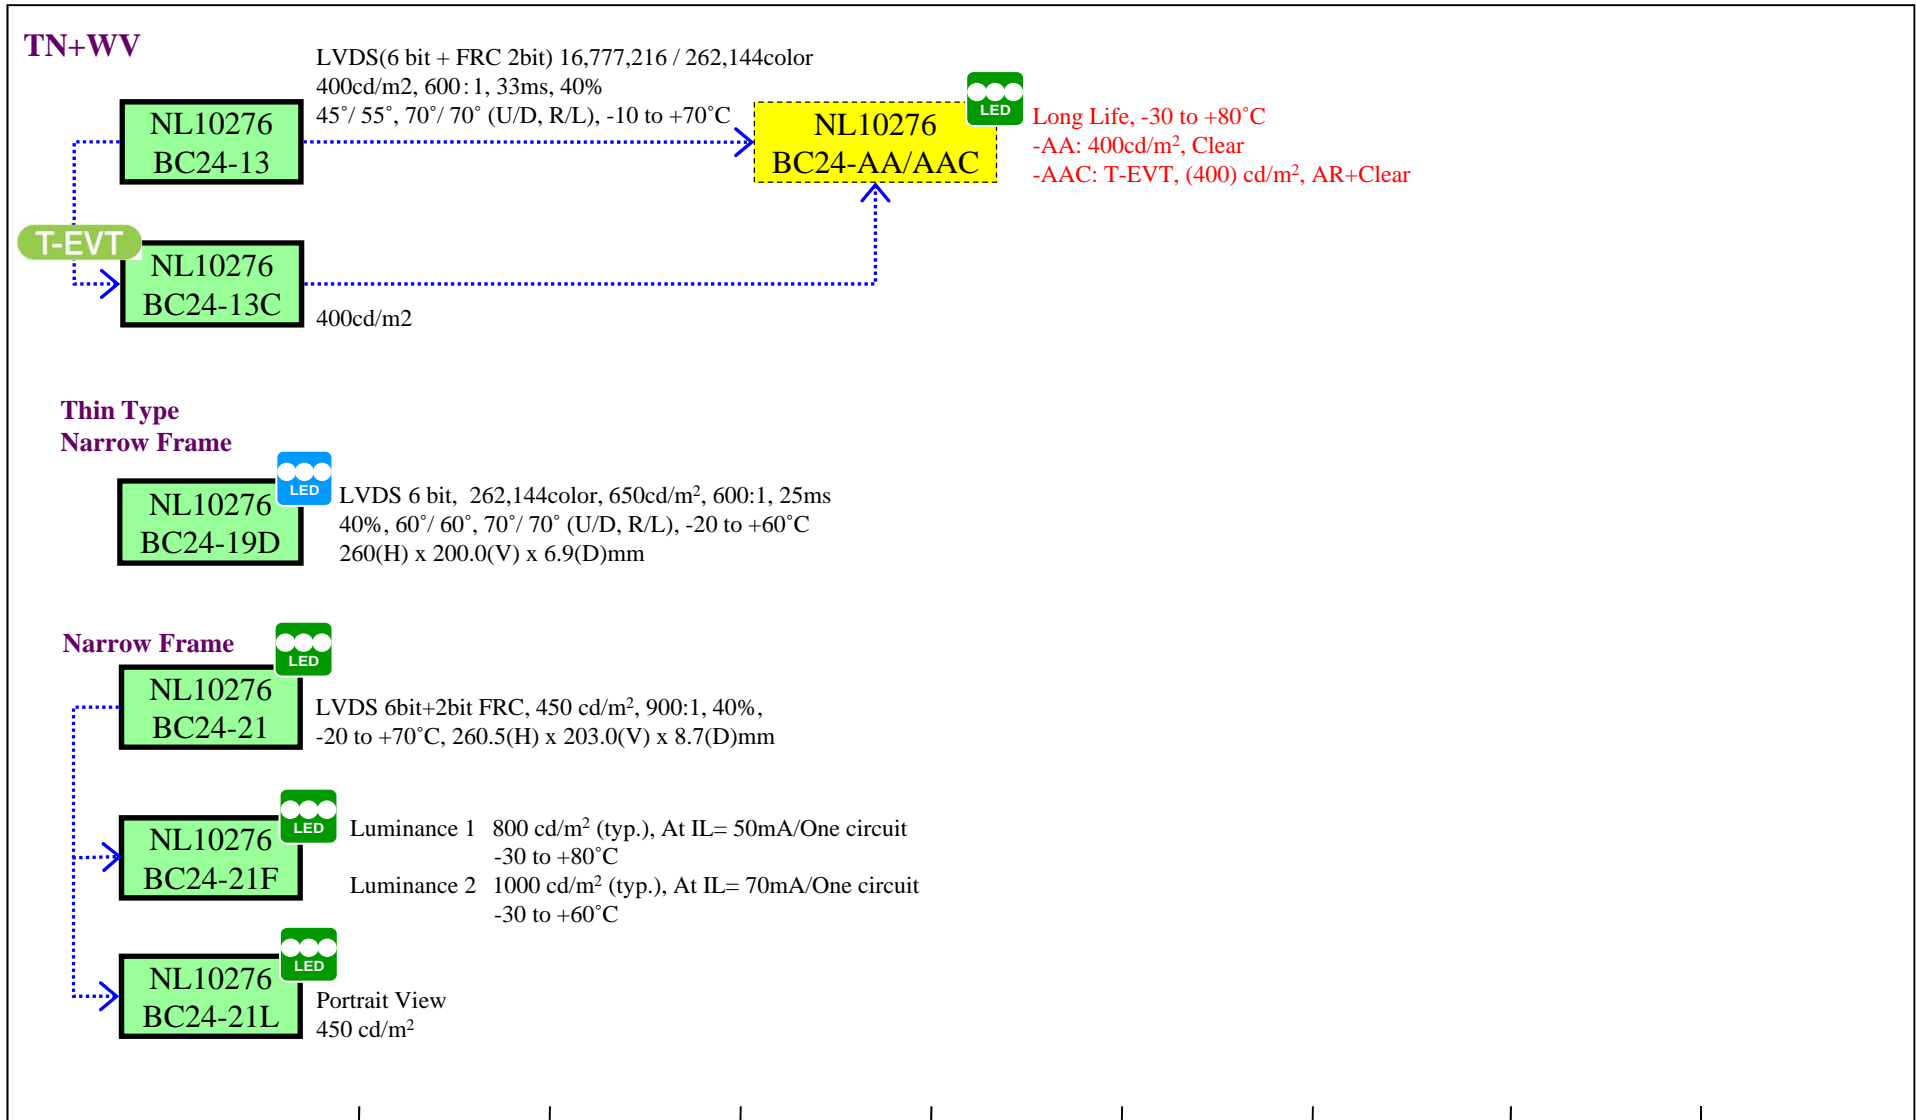 TN+WV
LVDS(6 bit + FRC 2bit) 16,777,216 / 262,144color
400cd/m2, 600:1, 33ms, 40%
45˚/ 55˚, 70˚/ 70˚ (U/D, R/L), -10 to +70˚C
NL10276
BC24-13
NL10276
BC24-AA/AAC
LED
Long Life, -30 to +80˚C
-AA: 400cd/m², Clear
-AAC: T-EVT, (400) cd/m², AR+Clear
T-EVT
NL10276
BC24-13C
400cd/m2
Thin Type
Narrow Frame
LED
NL10276
BC24-19D
LVDS 6 bit, 262,144color, 650cd/m², 600:1, 25ms
40%, 60˚/ 60˚, 70˚/ 70˚ (U/D, R/L), -20 to +60˚C
260(H) x 200.0(V) x 6.9(D)mm
Narrow Frame
LED
NL10276
BC24-21
LVDS 6bit+2bit FRC, 450 cd/m², 900:1, 40%,
-20 to +70˚C, 260.5(H) x 203.0(V) x 8.7(D)mm
LED
NL10276
BC24-21F
Luminance 1 800 cd/m² (typ.), At IL= 50mA/One circuit
-30 to +80˚C
Luminance 2 1000 cd/m² (typ.), At IL= 70mA/One circuit
-30 to +60˚C
LED
NL10276
BC24-21L
Portrait View
450 cd/m²